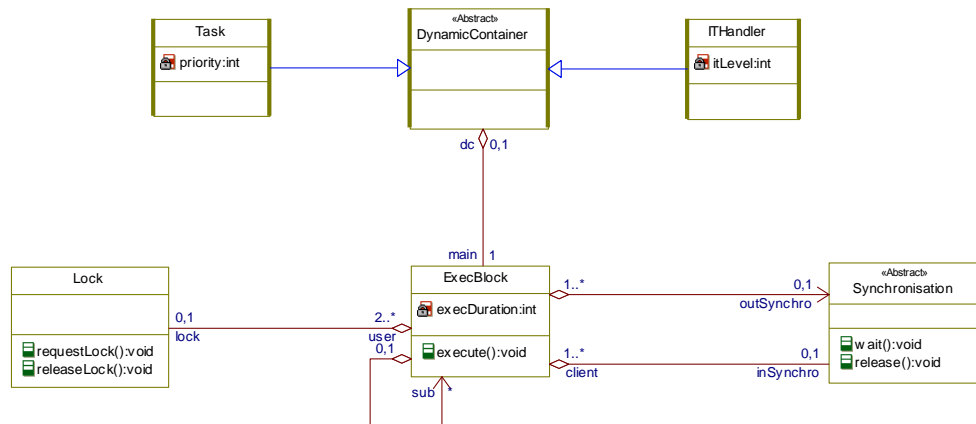 Task
priority:int
«Abstract»
DynamicContainer
ITHandler
itLevel:int
dc
0,1
main
1
Lock
requestLock():void
releaseLock():void
0,1
lock
2..*
user
0,1
sub
*
ExecBlock
execDuration:int
execute():void
1..*
0,1
outSynchro
1..*
client
0,1
inSynchro
«Abstract»
Synchronisation
wait():void
release():void